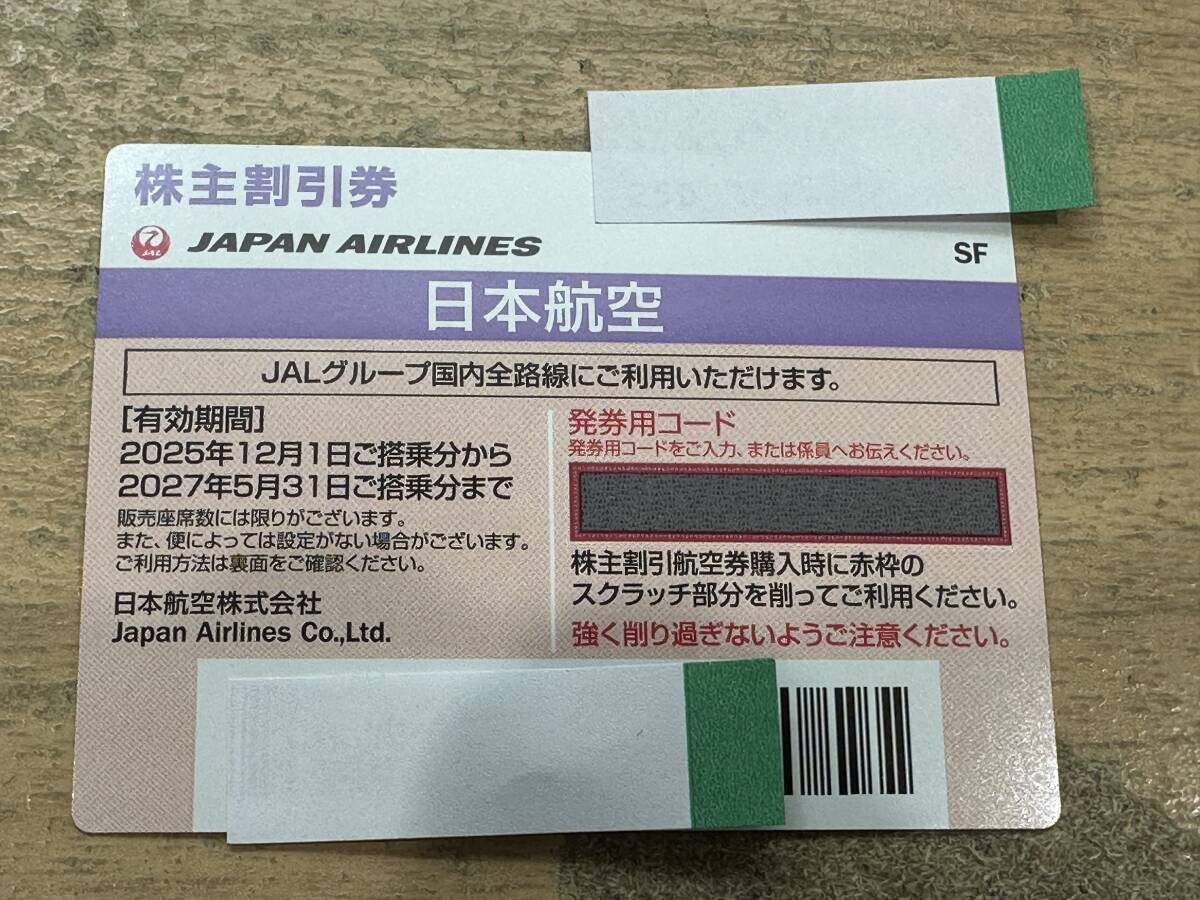 株主割引券
JAL
JAPAN AIRLINES
SF
日本航空
JALグループ国内全路線にご利用いただけます。
[有効期間]
2025年12月1日ご搭乗分から
2027年5月31日ご搭乗分まで
販売座席数には限りがございます。
また、便によっては設定がない場合がございます。
ご利用方法は裏面をご確認ください。
日本航空株式会社
Japan Airlines Co.,Ltd.
発券用コード
発券用コードをご入力、または係員へお伝えください。
株主割引航空券購入時に赤枠の
スクラッチ部分を削ってご利用ください。
強く削り過ぎないようご注意ください。